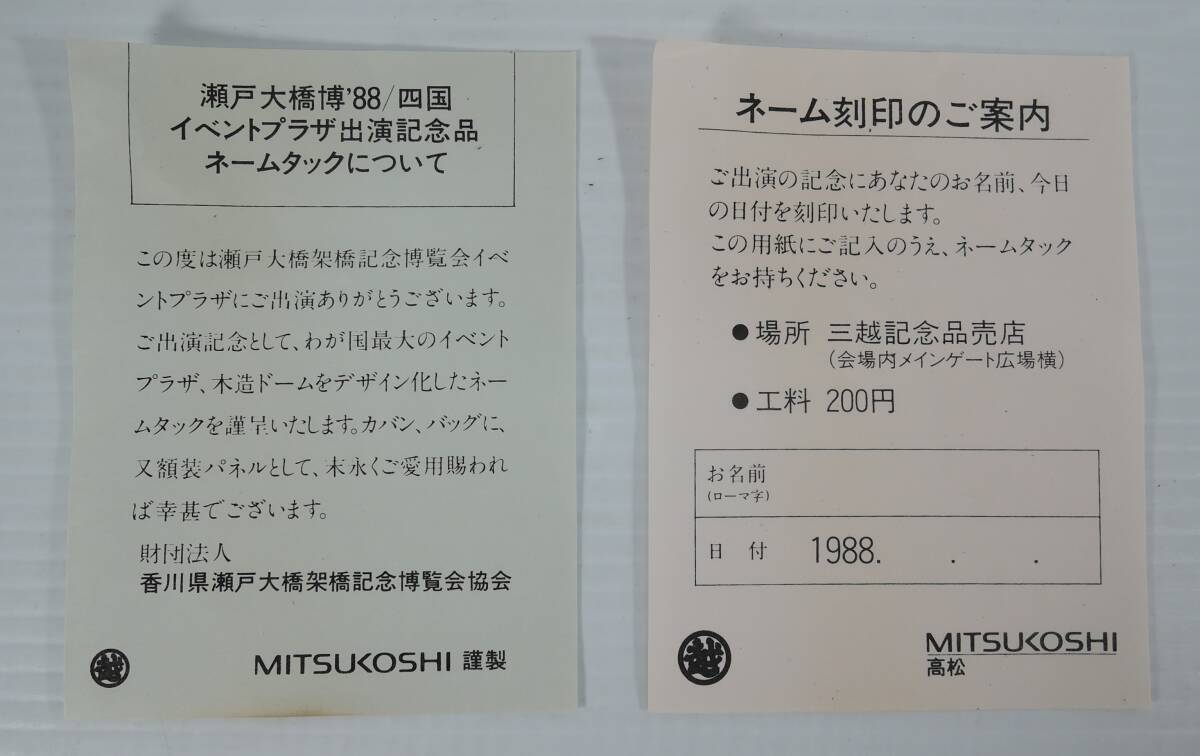 瀬戸大橋博'88/四国
イベントプラザ出演記念品
ネームタックについて
この度は瀬戸大橋架橋記念博覧会イベ
ントプラザにご出演ありがとうございます。
ご出演記念として、わが国最大のイベント
プラザ、木造ドームをデザイン化したネー
ムタックを謹呈いたします。カバン、バッグに、
又額装パネルとして、末永くご愛用賜われ
ば幸甚でございます。
財団法人
香川県瀬戸大橋架橋記念博覧会協会
越
MITSUKOSHI 謹製
ネーム刻印のご案内
ご出演の記念にあなたのお名前、今日
の日付を刻印いたします。
この用紙にご記入のうえ、ネームタック
をお持ちください。
●場所 三越記念品売店
(会場内メインゲート広場横)
●工料 200円
お名前
(ローマ字)
日 付 1988. . .
越
MITSUKOSHI
高松